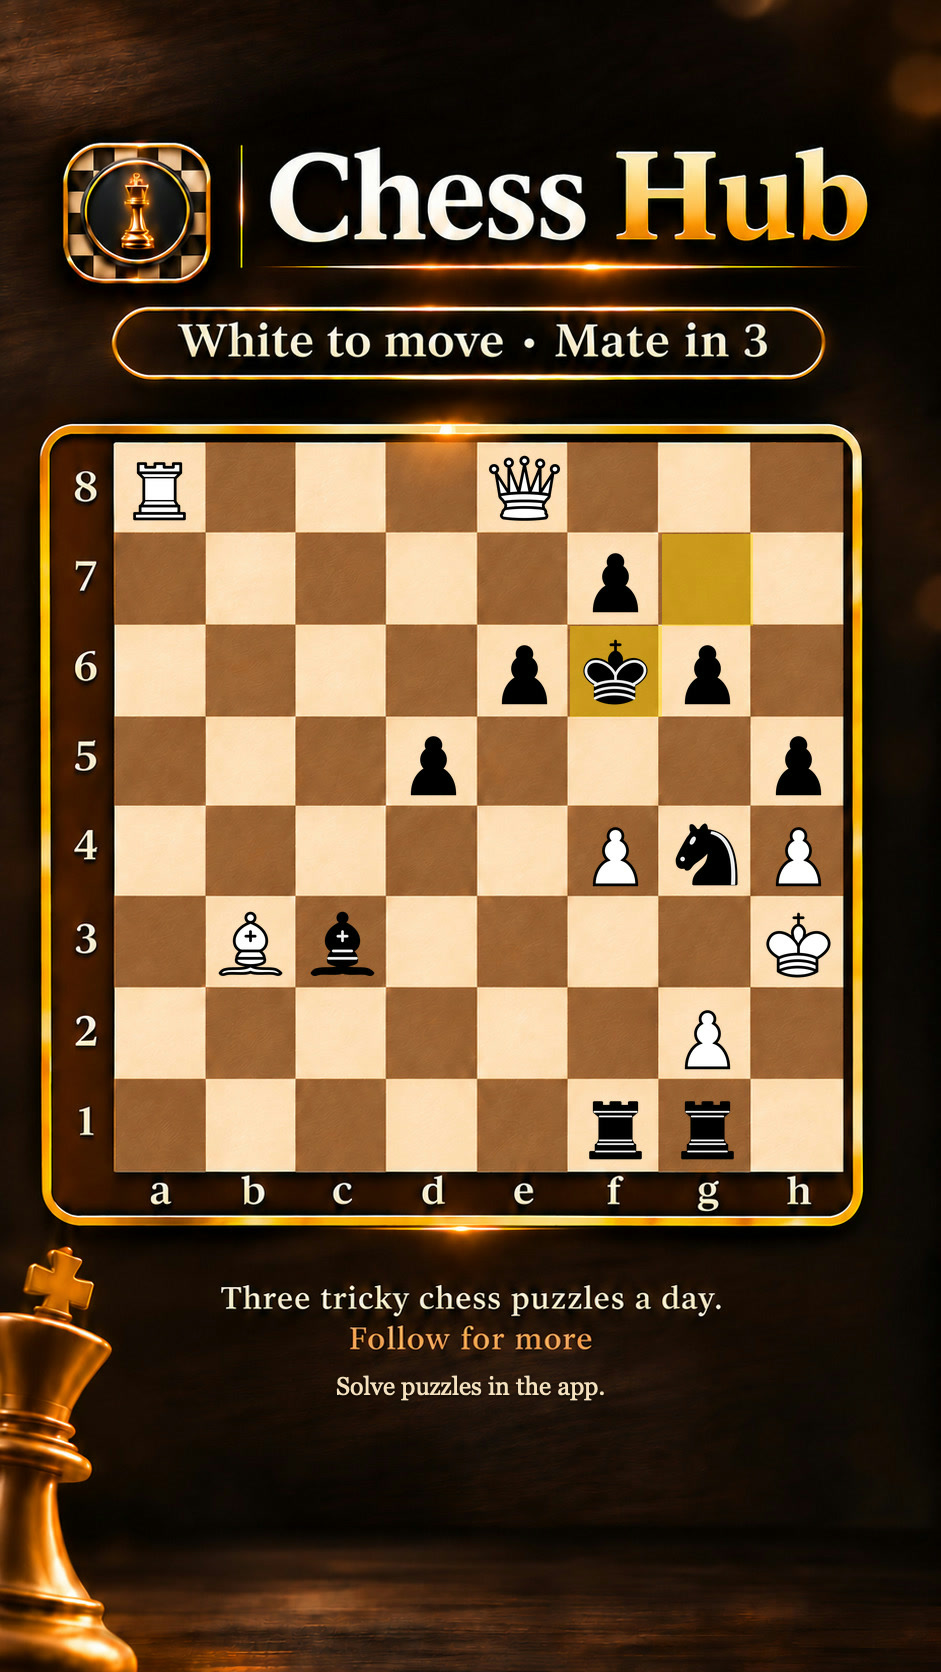 Chess Hub
White to move • Mate in 3
8
7
6
5
4
3
2
1
a b c d e f g h
Three tricky chess puzzles a day.
Follow for more
Solve puzzles in the app.